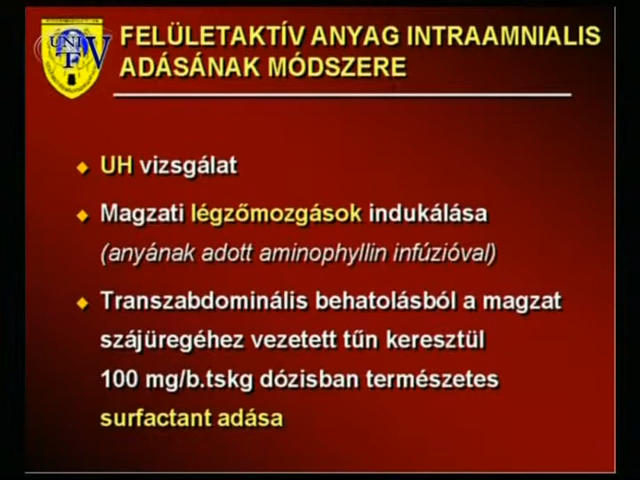 FELÜLETAKTÍV ANYAG INTRAAMNIALIS
ADÁSÁNAK MÓDSZERE
UH vizsgálat
Magzati légzőmozgások indukálása
(anyának adott aminophyllin infúzióval)
Transzabdominális behatolásból a magzat
szájüregéhez vezetett tűn keresztül
100 mg/b.tskg dózisban természetes
surfactant adása